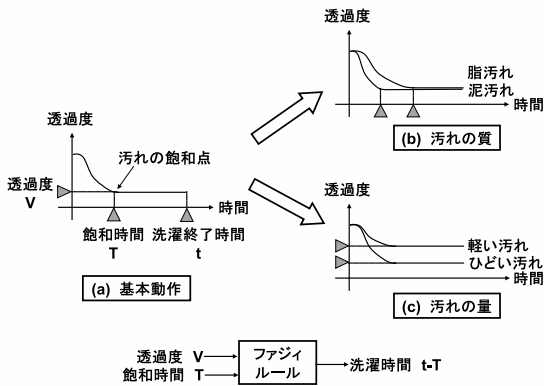 透過度
汚れの飽和点
透過度
V
時間
飽和時間
T
洗濯終了時間
t
(a) 基本動作
透過度
脂汚れ
泥汚れ
時間
(b) 汚れの質
透過度
軽い汚れ
ひどい汚れ
時間
(c) 汚れの量
透過度 V
飽和時間 T
ファジィ
ルール
洗濯時間 t-T